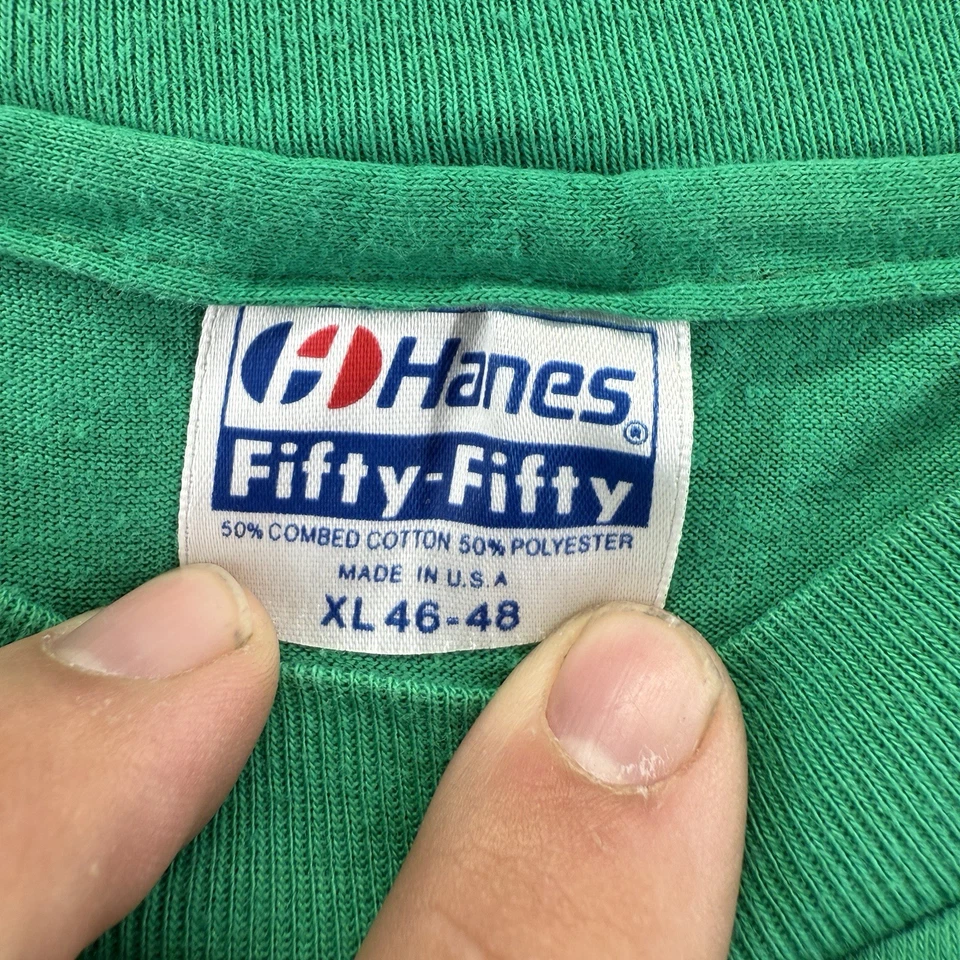 Hanes®
Fifty-Fifty
50% COMBED COTTON 50% POLYESTER
MADE IN U.S.A
XL 46-48